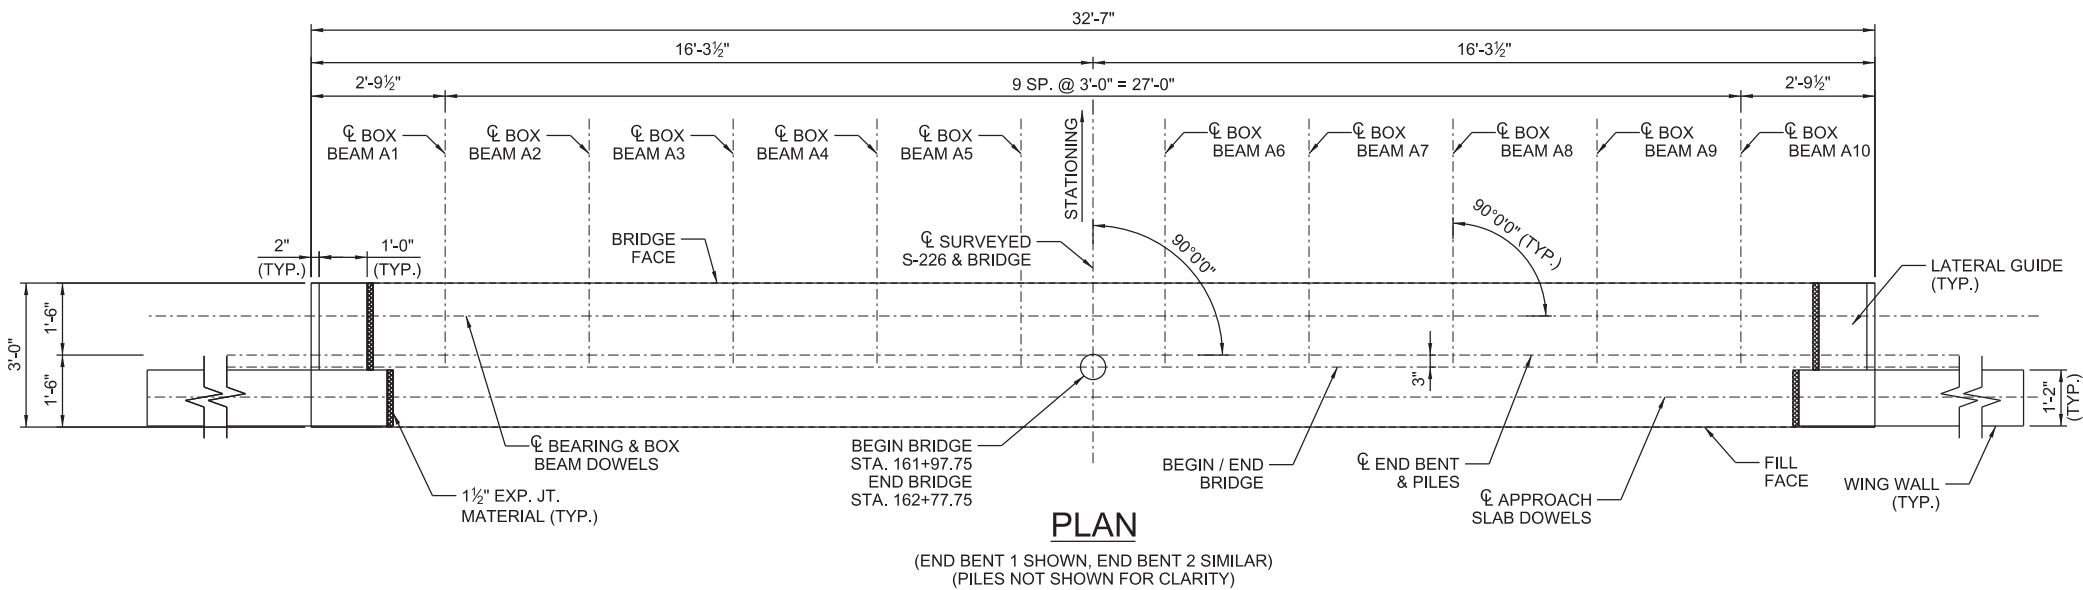 32'-7"
16'-3½" 16'-3½"
2'-9½" 9 SP. @ 3'-0" = 27'-0" 2'-9½"
℄ BOX
BEAM A1
℄ BOX
BEAM A2
℄ BOX
BEAM A3
℄ BOX
BEAM A4
℄ BOX
BEAM A5
STATIONING
℄ BOX
BEAM A6
℄ BOX
BEAM A7
℄ BOX
BEAM A8
℄ BOX
BEAM A9
℄ BOX
BEAM A10
2"
(TYP.)
1'-0"
(TYP.)
BRIDGE
FACE
℄ SURVEYED
S-226 & BRIDGE
90°0'0"
90°0'0" (TYP.)
LATERAL GUIDE
(TYP.)
3'-0"
1'-6"
1'-6"
3"
1'-2"
(TYP.)
℄ BEARING & BOX
BEAM DOWELS
1½" EXP. JT.
MATERIAL (TYP.)
BEGIN BRIDGE
STA. 161+97.75
END BRIDGE
STA. 162+77.75
BEGIN / END
BRIDGE
℄ END BENT
& PILES
℄ APPROACH
SLAB DOWELS
FILL
FACE
WING WALL
(TYP.)
PLAN
(END BENT 1 SHOWN, END BENT 2 SIMILAR)
(PILES NOT SHOWN FOR CLARITY)